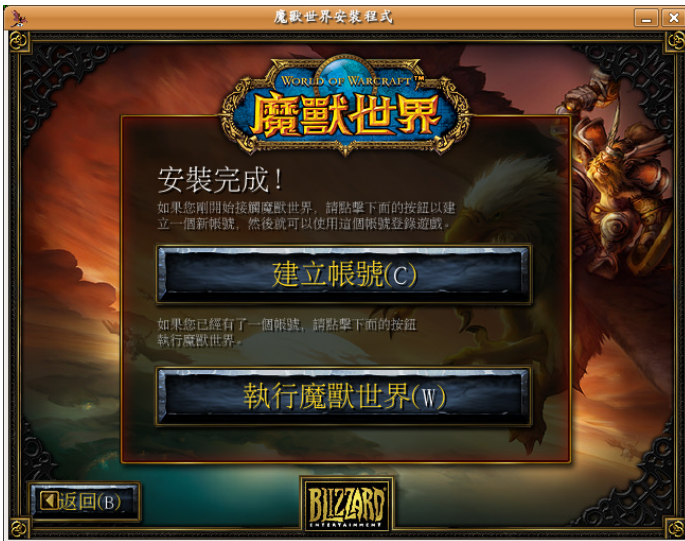 魔獸世界安裝程式
WORLD OF WARCRAFT™
魔獸世界
安裝完成!
如果您剛開始接觸魔獸世界，請點擊下面的按鈕以建
立一個新帳號，然後就可以使用這個帳號登錄遊戲。
建立帳號(C)
如果您已經有了一個帳號，請點擊下面的按鈕
執行魔獸世界。
執行魔獸世界(W)
返回(B)
BLIZZARD
ENTERTAINMENT